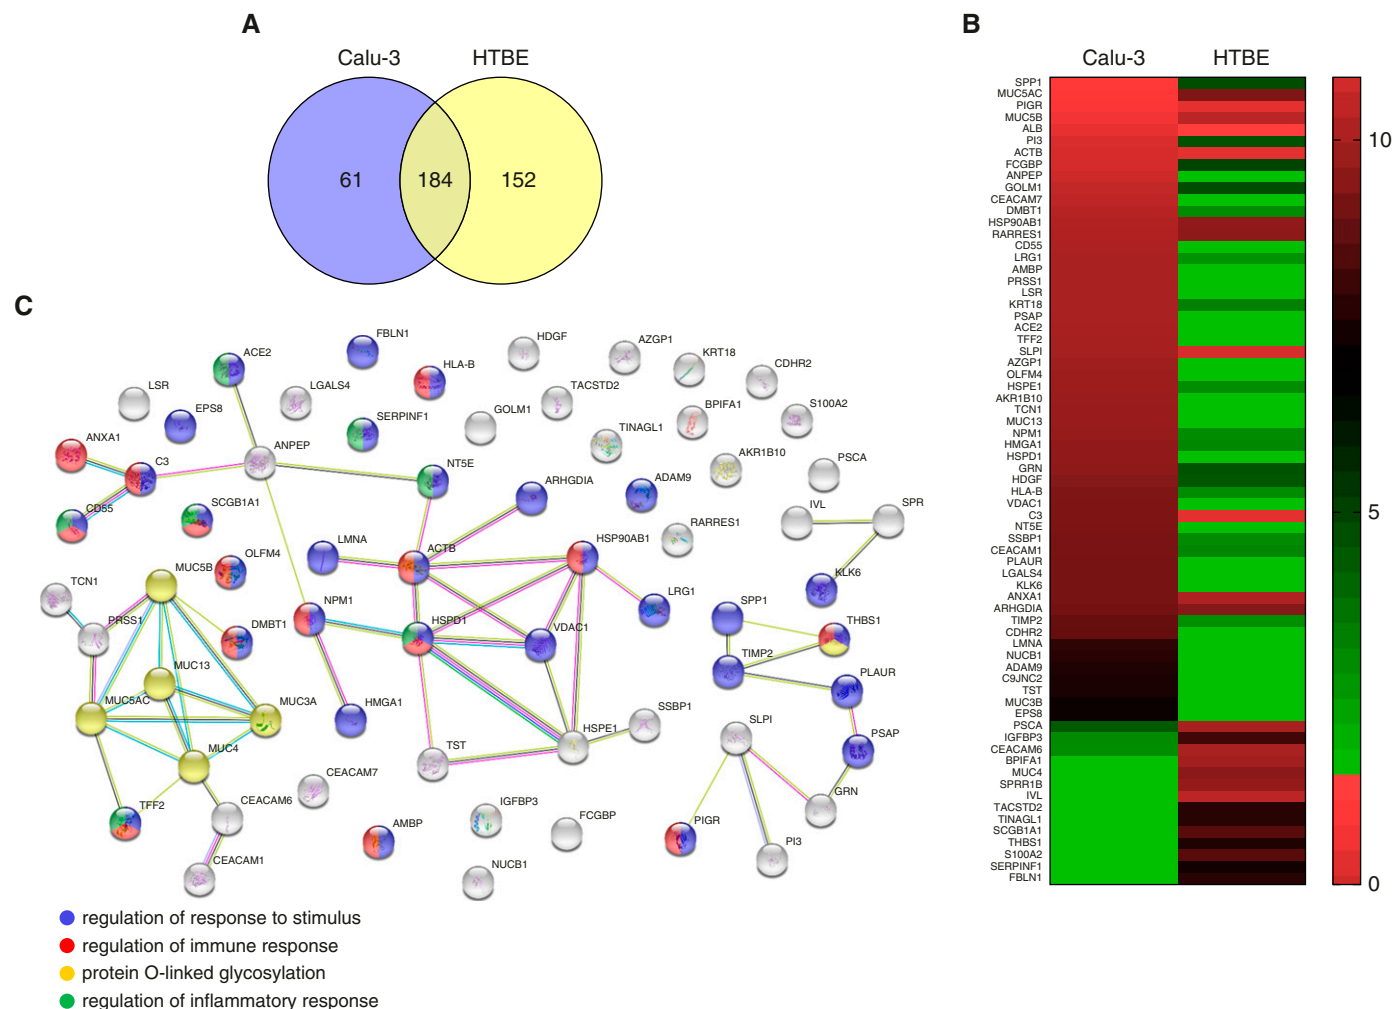 A
Calu-3
HTBE
61
184
152
B
Calu-3
HTBE
SPP1
MUC5AC
PIGR
MUC5B
ALB
PI3
ACTB
FCGBP
ANPEP
GOLM1
CEACAM7
DMBT1
HSP90AB1
RARRES1
CD55
LRG1
AMBP
PRSS1
LSR
KRT18
PSAP
ACE2
TFF2
SLPI
AZGP1
OLFM4
HSPE1
AKR1B10
TCN1
MUC13
NPM1
HMGA1
HSPD1
GRN
HDGF
HLA-B
VDAC1
C3
NT5E
SSBP1
CEACAM1
PLAUR
LGALS4
KLK6
ANXA1
ARHGDIA
TIMP2
CDHR2
LMNA
NUCB1
ADAM9
C9JNC2
TST
MUC3B
EPS8
PSCA
IGFBP3
CEACAM6
BPIFA1
MUC4
SPRR1B
IVL
TACSTD2
TINAGL1
SCGB1A1
THBS1
S100A2
SERPINF1
FBLN1
10
5
0
C
FBLN1
HDGF
AZGP1
KRT18
CDHR2
ACE2
HLA-B
LSR
LGALS4
TACSTD2
EPS8
SERPINF1
GOLM1
BPIFA1
S100A2
TINAGL1
ANXA1
C3
ANPEP
NT5E
AKR1B10
PSCA
ARHGDIA
ADAM9
CD55
SCGB1A1
IVL
SPR
RARRES1
LMNA
ACTB
HSP90AB1
OLFM4
MUC5B
TCN1
KLK6
LRG1
SPP1
NPM1
PRSS1
DMBT1
HSPD1
VDAC1
THBS1
TIMP2
MUC13
PLAUR
MUC5AC
MUC3A
HMGA1
SSBP1
SLPI
HSPE1
PSAP
TST
MUC4
CEACAM7
GRN
TFF2
CEACAM6
IGFBP3
FCGBP
AMBP
PIGR
PI3
CEACAM1
NUCB1
regulation of response to stimulus
regulation of immune response
protein O-linked glycosylation
regulation of inflammatory response